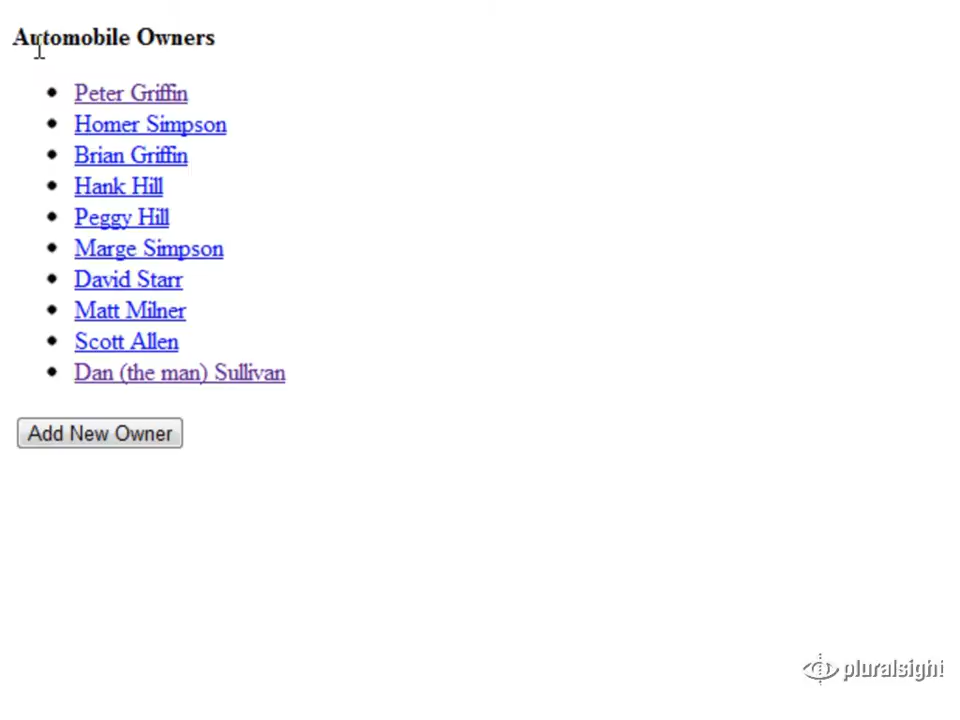 Automobile Owners
Peter Griffin
Homer Simpson
Brian Griffin
Hank Hill
Peggy Hill
Marge Simpson
David Starr
Matt Milner
Scott Allen
Dan (the man) Sullivan
Add New Owner
pluralsight